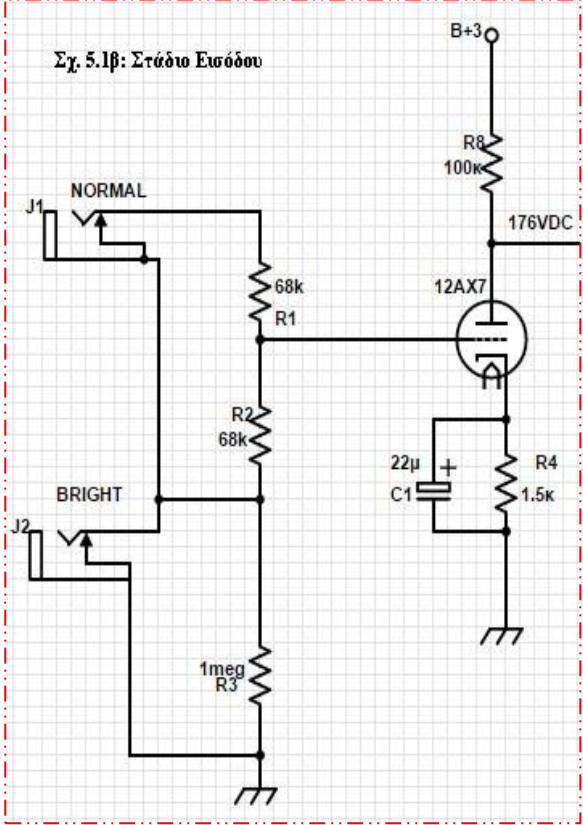 Σχ. 5.1β: Στάδιο Εισόδου
B+3
R8
100κ
176VDC
12AX7
J1
NORMAL
68k
R1
R2
68k
22μ
+
C1
R4
1.5κ
BRIGHT
J2
1meg
R3